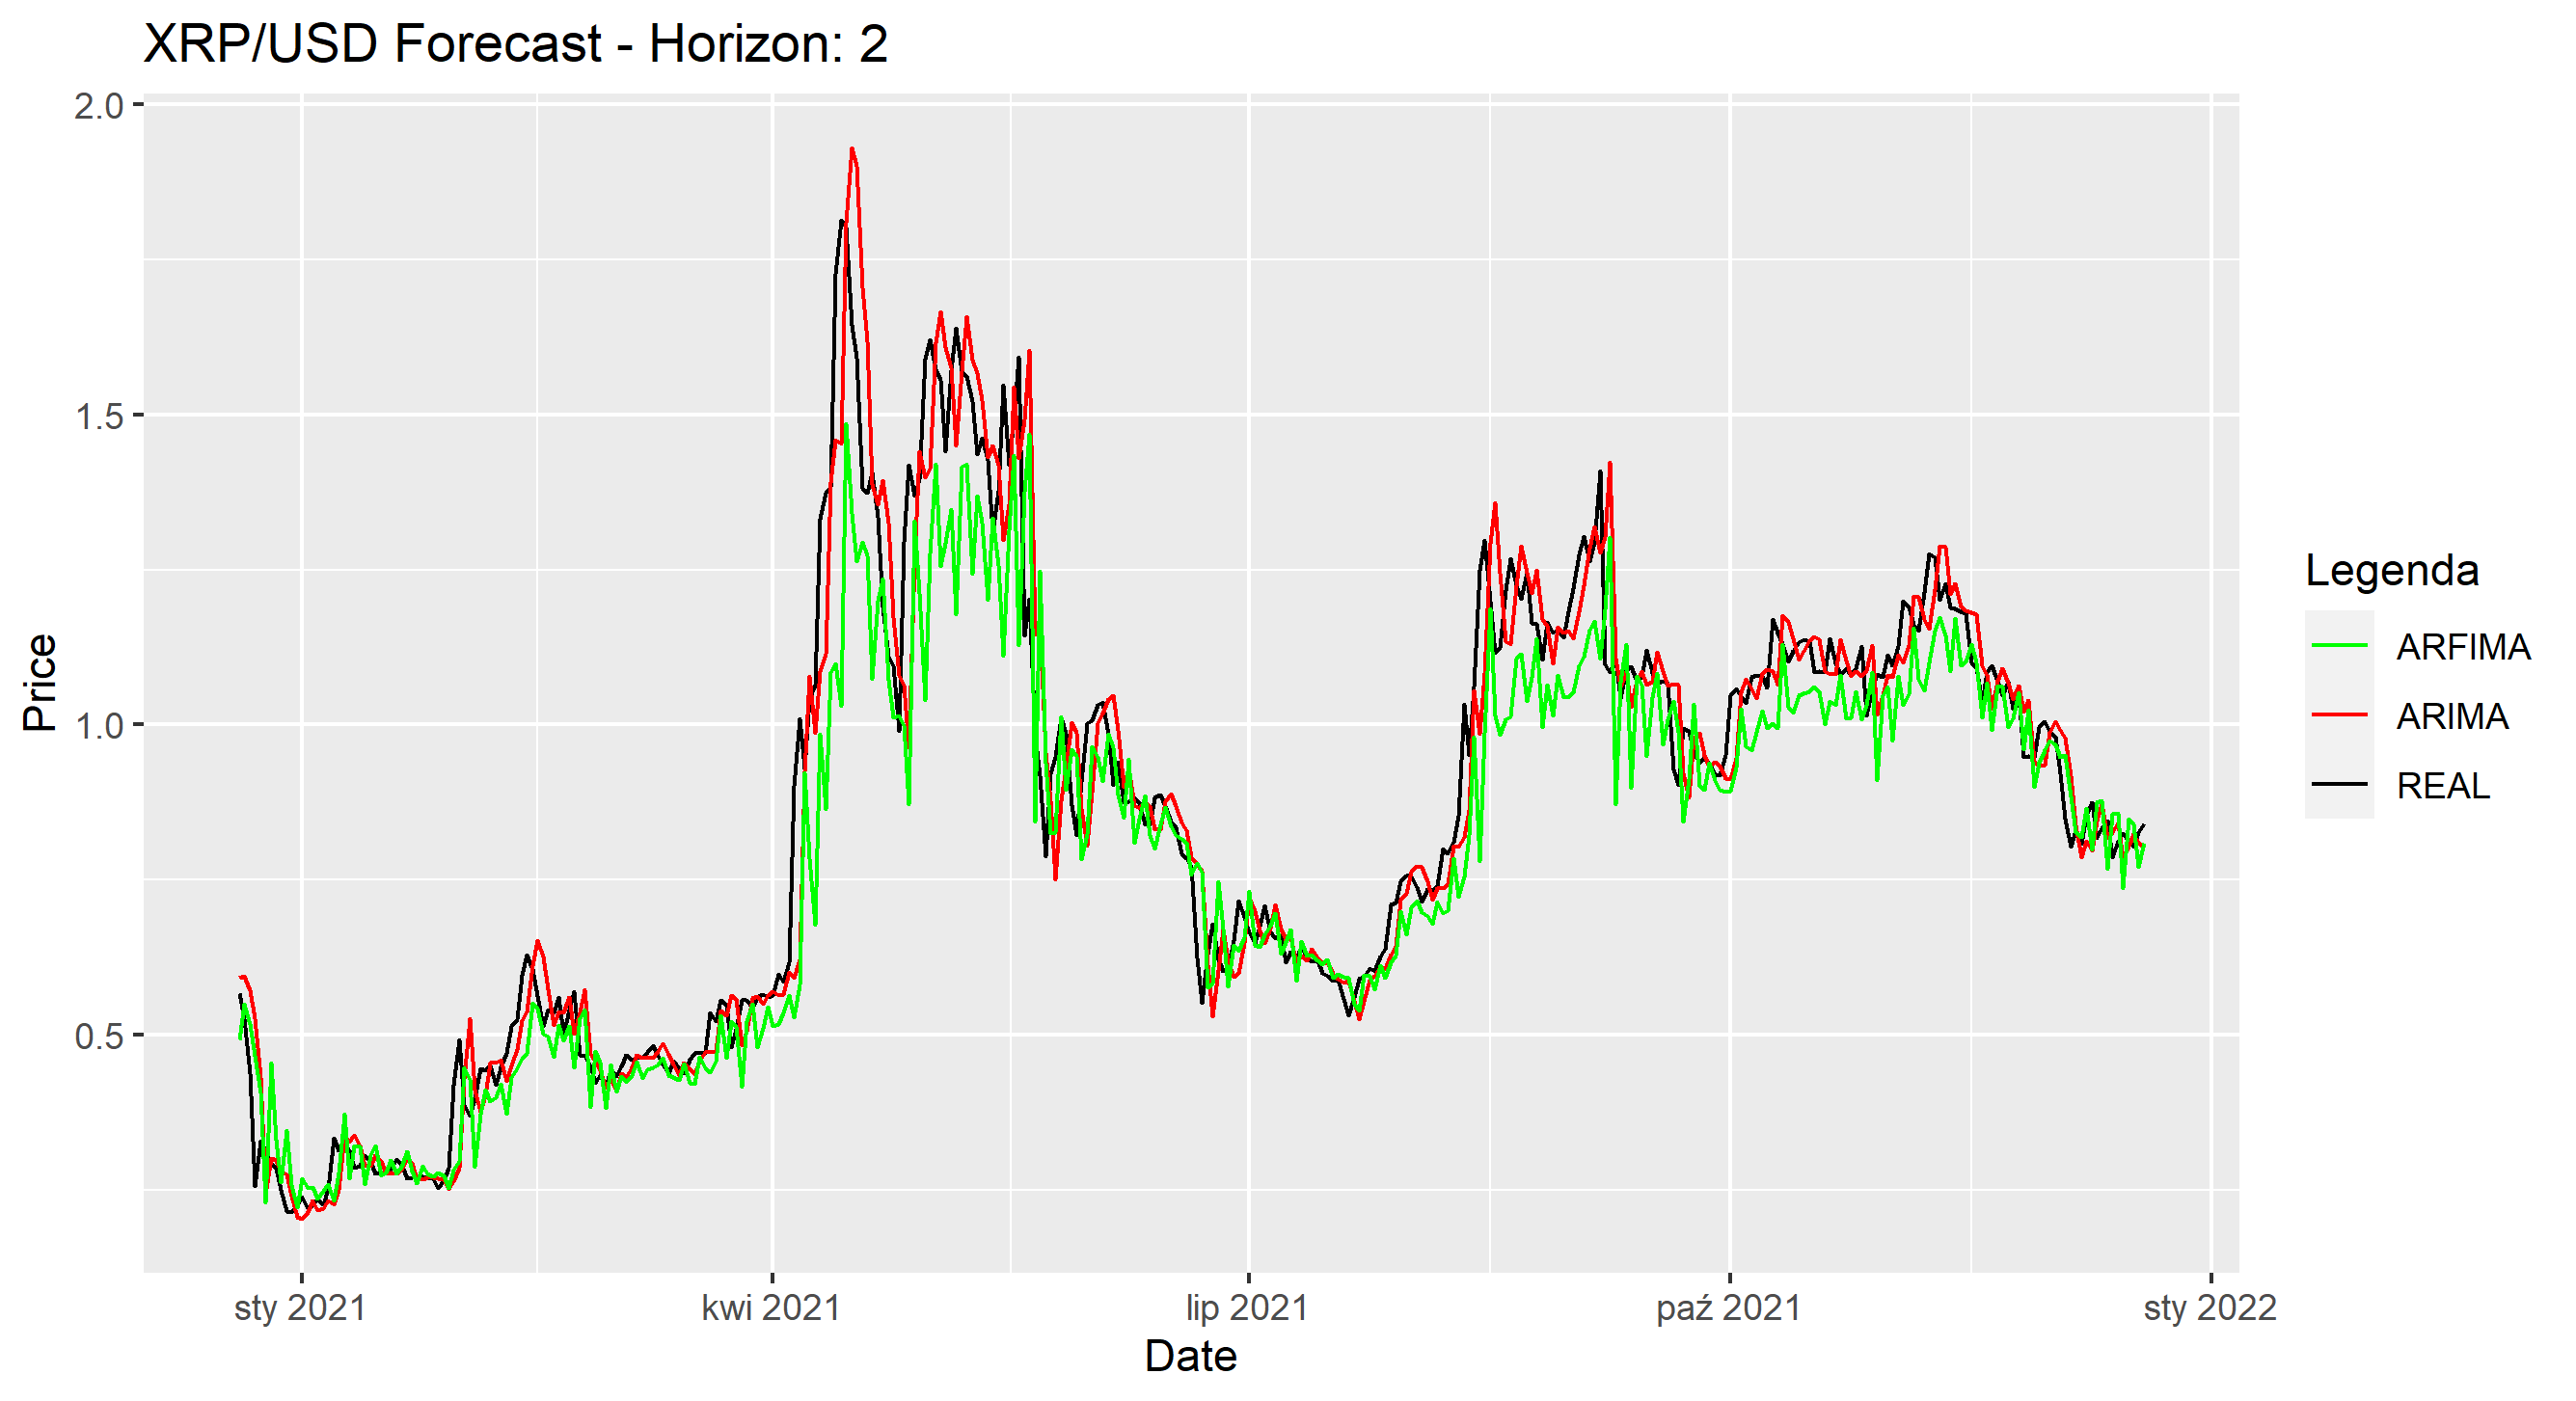 XRP/USD Forecast - Horizon: 2
2.0
1.5
1.0
0.5
Price
sty 2021
kwi 2021
lip 2021
paź 2021
sty 2022
Date
Legenda
ARFIMA
ARIMA
REAL